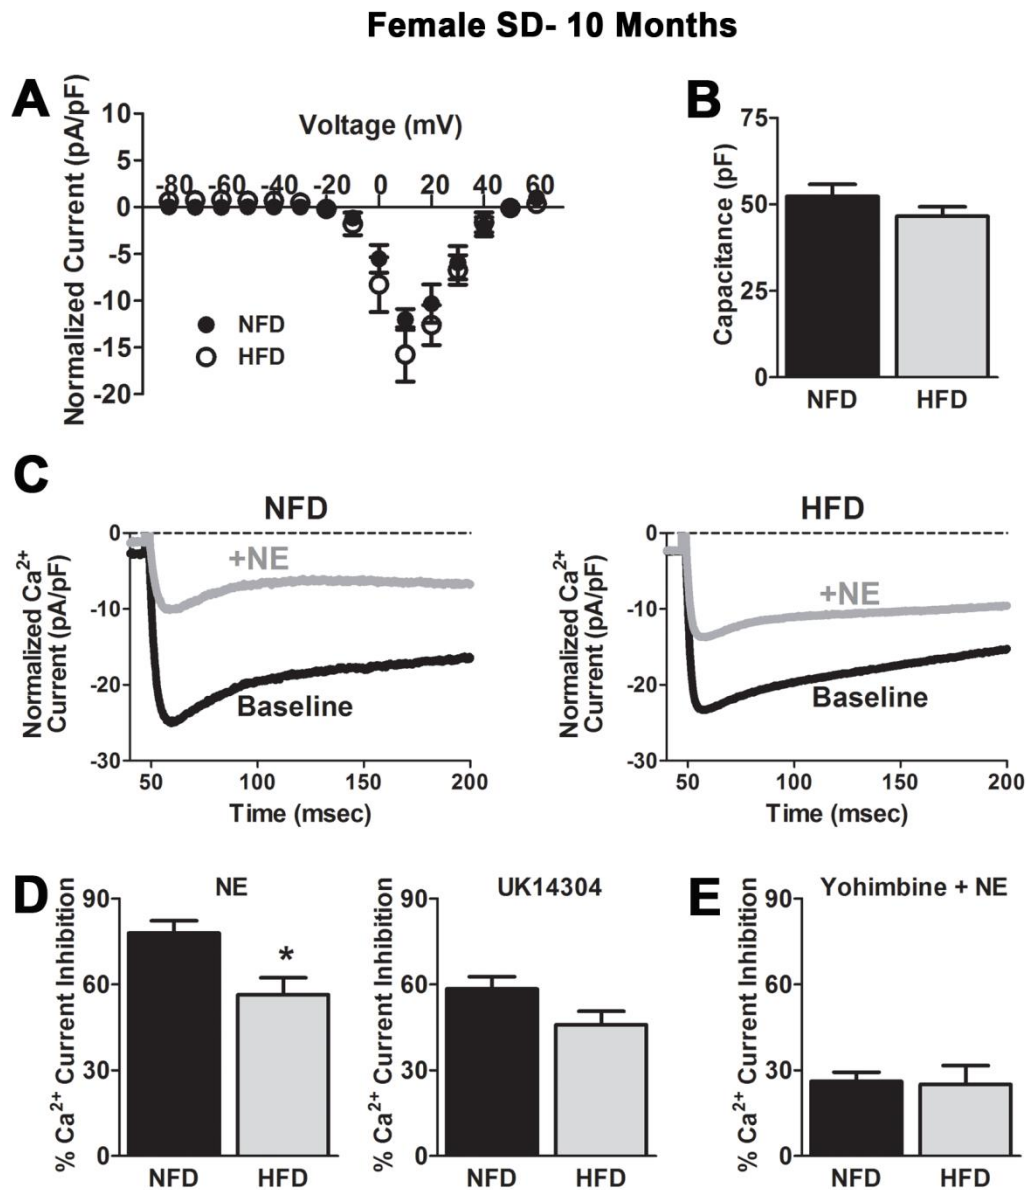 Female SD- 10 Months
A
Normalized Current (pA/pF)
10
5
0
-5
-10
-15
-20
Voltage (mV)
-80 -60 -40 -20 0 20 40 60
NFD
HFD
B
Capacitance (pF)
75
50
25
0
NFD HFD
C
NFD
Normalized Ca²⁺
Current (pA/pF)
0
-10
-20
-30
+NE
Baseline
50 100 150 200
Time (msec)
HFD
Normalized Ca²⁺
Current (pA/pF)
0
-10
-20
-30
+NE
Baseline
50 100 150 200
Time (msec)
D
NE
% Ca²⁺ Current Inhibition
90
60
30
0
*
NFD HFD
UK14304
% Ca²⁺ Current Inhibition
90
60
30
0
NFD HFD
E
Yohimbine + NE
% Ca²⁺ Current Inhibition
90
60
30
0
NFD HFD